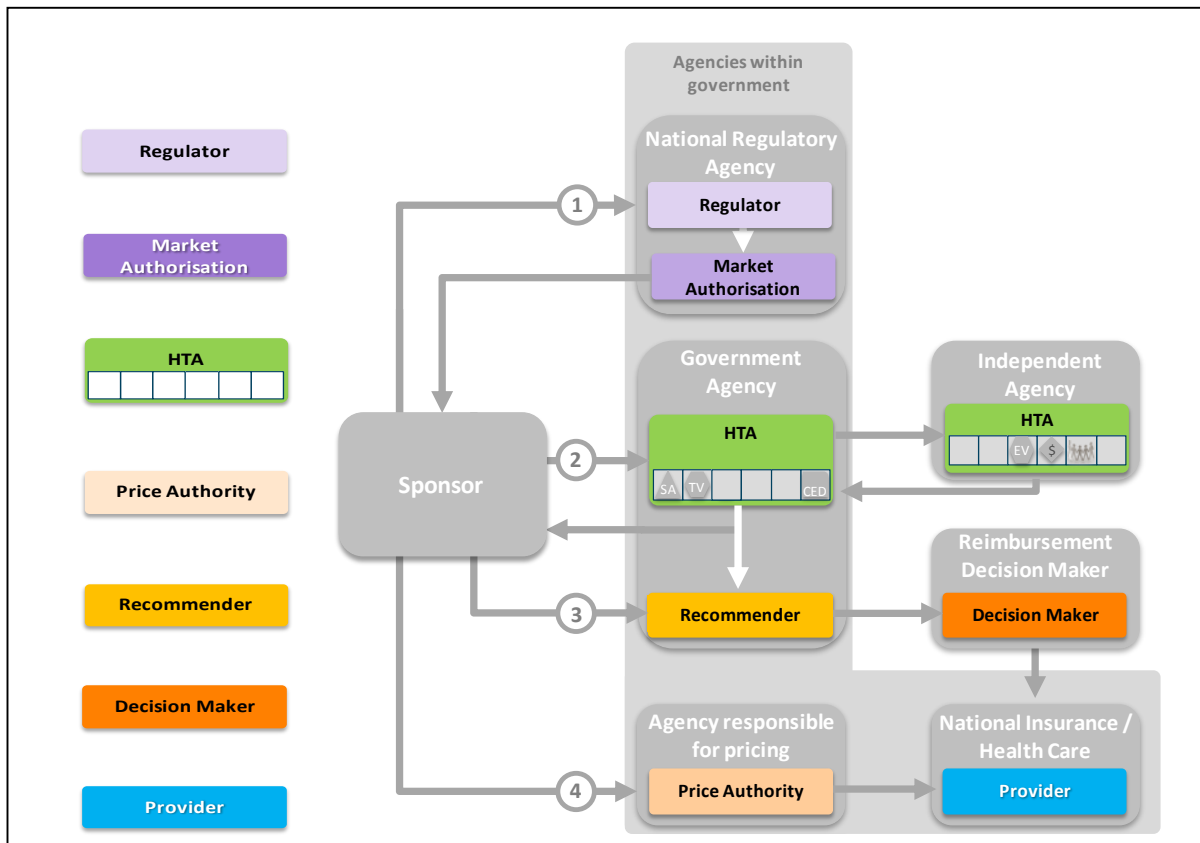 Agencies within
government
Regulator
Market
Authorisation
HTA
Price Authority
Recommender
Decision Maker
Provider
National Regulatory
Agency
Regulator
Market
Authorisation
1
Government
Agency
HTA
SA
TV
CED
Independent
Agency
HTA
EV
$
Sponsor
2
3
4
Recommender
Reimbursement
Decision Maker
Decision Maker
Agency responsible
for pricing
Price Authority
National Insurance /
Health Care
Provider